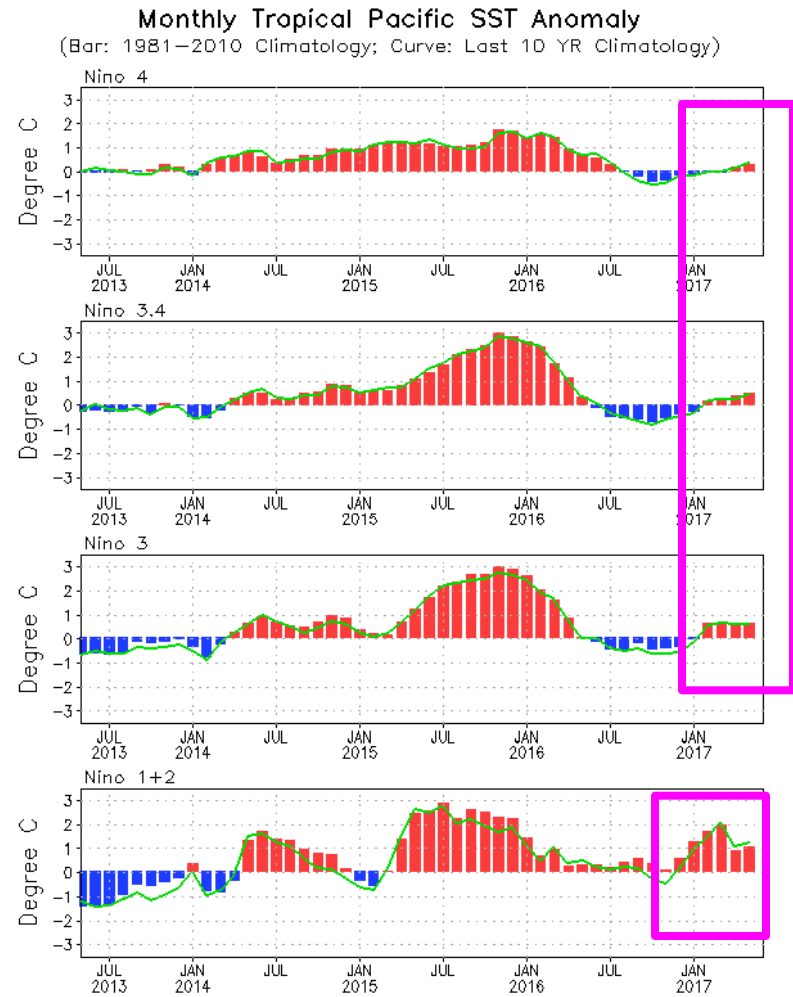 Monthly Tropical Pacific SST Anomaly
(Bar: 1981-2010 Climatology; Curve: Last 10 YR Climatology)
Nino 4
Degree C
3
2
1
0
-1
-2
-3
JUL JAN JUL JAN JUL JAN JUL JAN
2013 2014 2015 2016 2017
Nino 3.4
Degree C
3
2
1
0
-1
-2
-3
JUL JAN JUL JAN JUL JAN JUL JAN
2013 2014 2015 2016 2017
Nino 3
Degree C
3
2
1
0
-1
-2
-3
JUL JAN JUL JAN JUL JAN JUL JAN
2013 2014 2015 2016 2017
Nino 1+2
Degree C
3
2
1
0
-1
-2
-3
JUL JAN JUL JAN JUL JAN JUL JAN
2013 2014 2015 2016 2017